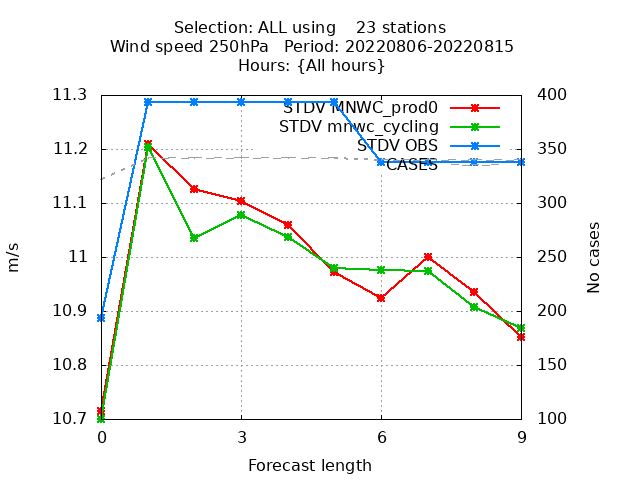 Selection: ALL using 23 stations
Wind speed 250hPa Period: 20220806-20220815
Hours: {All hours}
11.3
11.2
11.1
11
10.9
10.8
10.7
400
350
300
250
200
150
100
STDV MNWC_prod0
STDV mnwc_cycling
STDV OBS
CASES
m/s
No cases
0
3
6
9
Forecast length